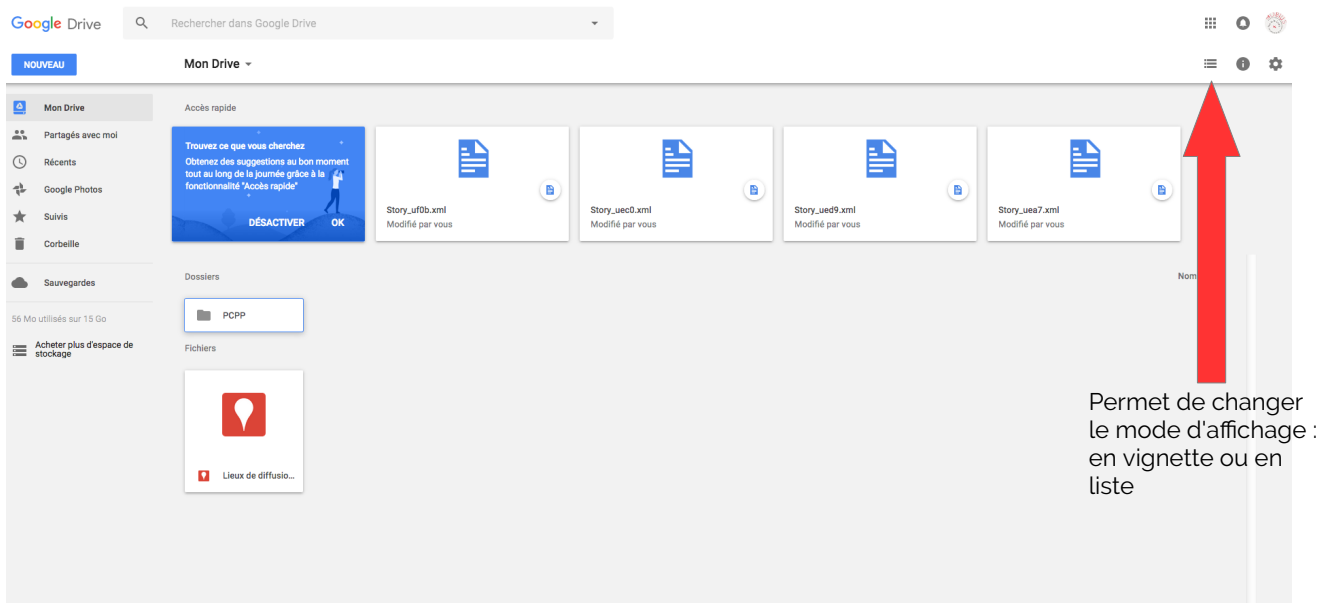 Google Drive
Rechercher dans Google Drive
NOUVEAU
Mon Drive
Mon Drive
Partagés avec moi
Récents
Google Photos
Suivis
Corbeille
Sauvegardes
56 Mo utilisés sur 15 Go
Acheter plus d'espace de
stockage
Accès rapide
Trouvez ce que vous cherchez
Obtenez des suggestions au bon moment
tout au long de la journée grâce à la
fonctionnalité "Accès rapide"
DÉSACTIVER OK
Story_uf0b.xml
Modifié par vous
Story_uec0.xml
Modifié par vous
Story_ued9.xml
Modifié par vous
Story_uea7.xml
Modifié par vous
Dossiers
Nom
PCPP
Fichiers
Lieux de diffusio...
Permet de changer
le mode d'affichage :
en vignette ou en
liste